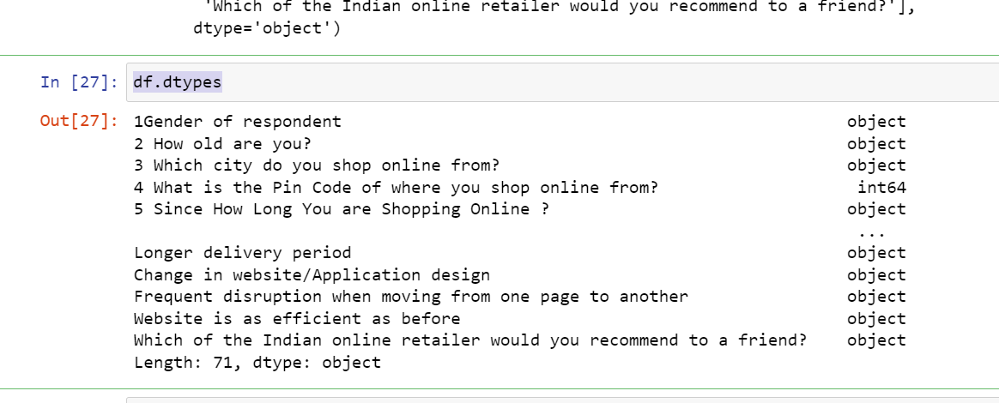 'Which of the Indian online retailer would you recommend to a friend?'],
dtype='object')
In [27]: df.dtypes
Out[27]: 1Gender of respondent object
2 How old are you? object
3 Which city do you shop online from? object
4 What is the Pin Code of where you shop online from? int64
5 Since How Long You are Shopping Online ? object
...
Longer delivery period object
Change in website/Application design object
Frequent disruption when moving from one page to another object
Website is as efficient as before object
Which of the Indian online retailer would you recommend to a friend? object
Length: 71, dtype: object